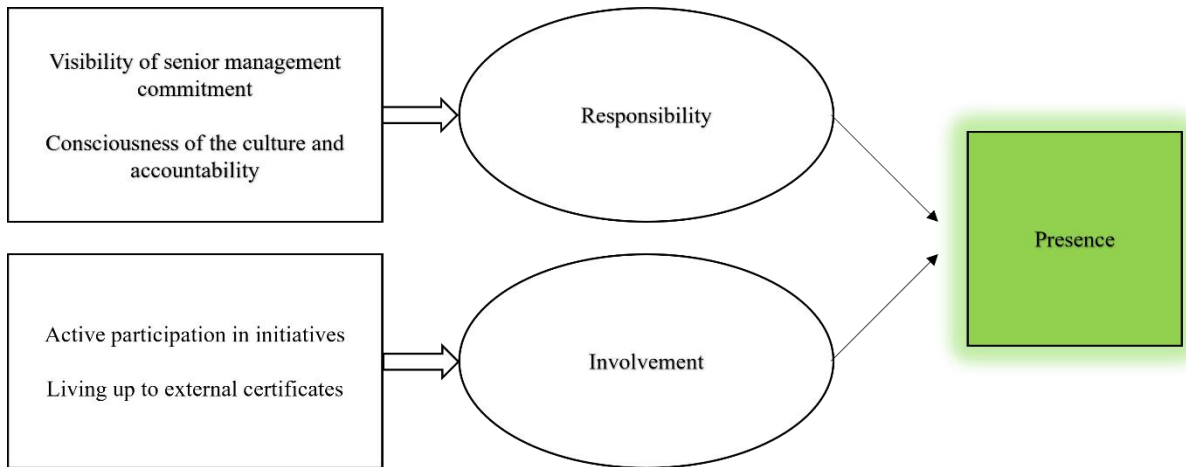 Visibility of senior management
commitment
Consciousness of the culture and
accountability
Responsibility
Presence
Active participation in initiatives
Living up to external certificates
Involvement